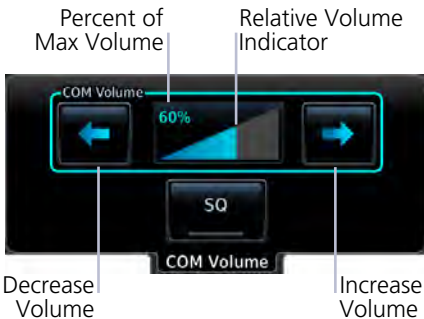 Percent of
Max Volume
Relative Volume
Indicator
COM Volume
60%
SQ
COM Volume
Decrease
Volume
Increase
Volume